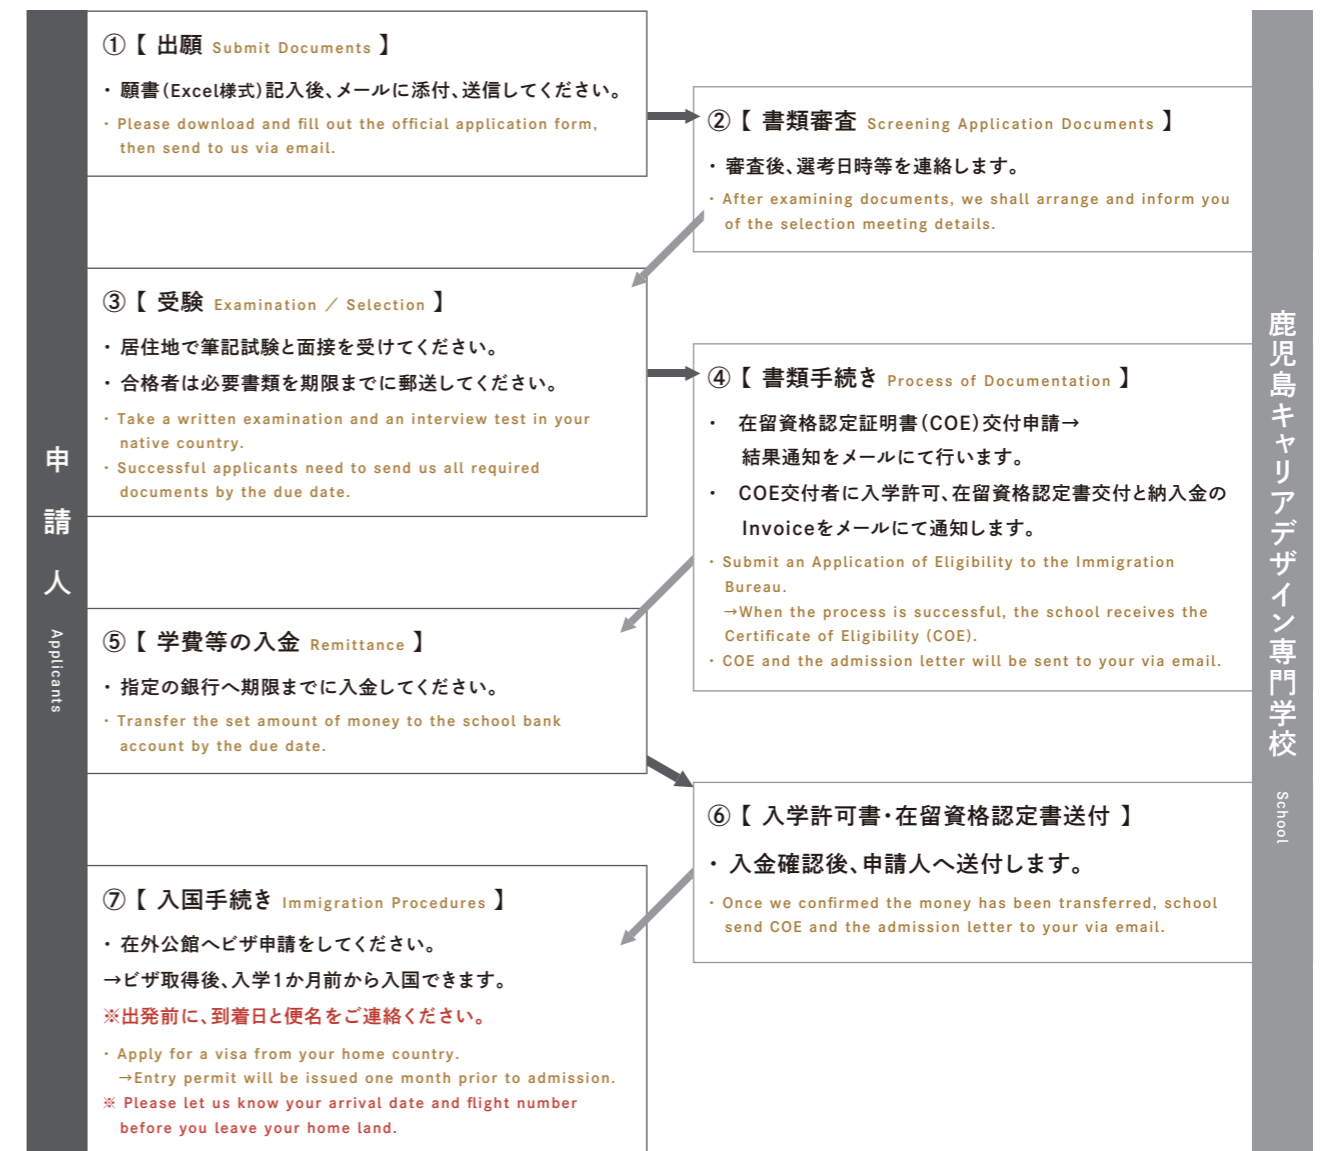 申請人 Applicants
①【 出願 Submit Documents 】
・ 願書(Excel様式)記入後、メールに添付、送信してください。
・ Please download and fill out the official application form,
then send to us via email.
②【 書類審査 Screening Application Documents 】
・ 審査後、選考日時等を連絡します。
・ After examining documents, we shall arrange and inform you
of the selection meeting details.
③【 受験 Examination ／ Selection 】
・ 居住地で筆記試験と面接を受けてください。
・ 合格者は必要書類を期限までに郵送してください。
・ Take a written examination and an interview test in your
native country.
・ Successful applicants need to send us all required
documents by the due date.
④【 書類手続き Process of Documentation 】
・ 在留資格認定証明書(COE)交付申請→
結果通知をメールにて行います。
・ COE交付者に入学許可、在留資格認定書交付と納入金の
Invoiceをメールにて通知します。
・ Submit an Application of Eligibility to the Immigration
Bureau.
→When the process is successful, the school receives the
Certificate of Eligibility (COE).
・ COE and the admission letter will be sent to your via email.
⑤【 学費等の入金 Remittance 】
・ 指定の銀行へ期限までに入金してください。
・ Transfer the set amount of money to the school bank
account by the due date.
⑥【 入学許可書・在留資格認定書送付 】
・ 入金確認後、申請人へ送付します。
・ Once we confirmed the money has been transferred, school
send COE and the admission letter to your via email.
⑦【 入国手続き Immigration Procedures 】
・ 在外公館へビザ申請をしてください。
→ビザ取得後、入学1か月前から入国できます。
※出発前に、到着日と便名をご連絡ください。
・ Apply for a visa from your home country.
→Entry permit will be issued one month prior to admission.
※ Please let us know your arrival date and flight number
before you leave your home land.
鹿児島キャリアデザイン専門学校 School